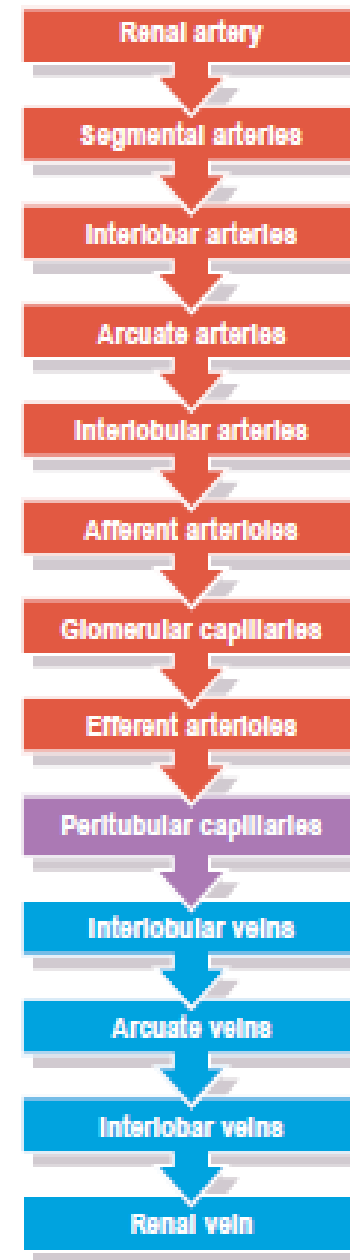 Renal artery
Segmental arteries
Interlobar arteries
Arcuate arteries
Interlobular arteries
Afferent arterioles
Glomerular capillaries
Efferent arterioles
Peritubular capillaries
Interlobular veins
Arcuate veins
Interlobar veins
Renal vein